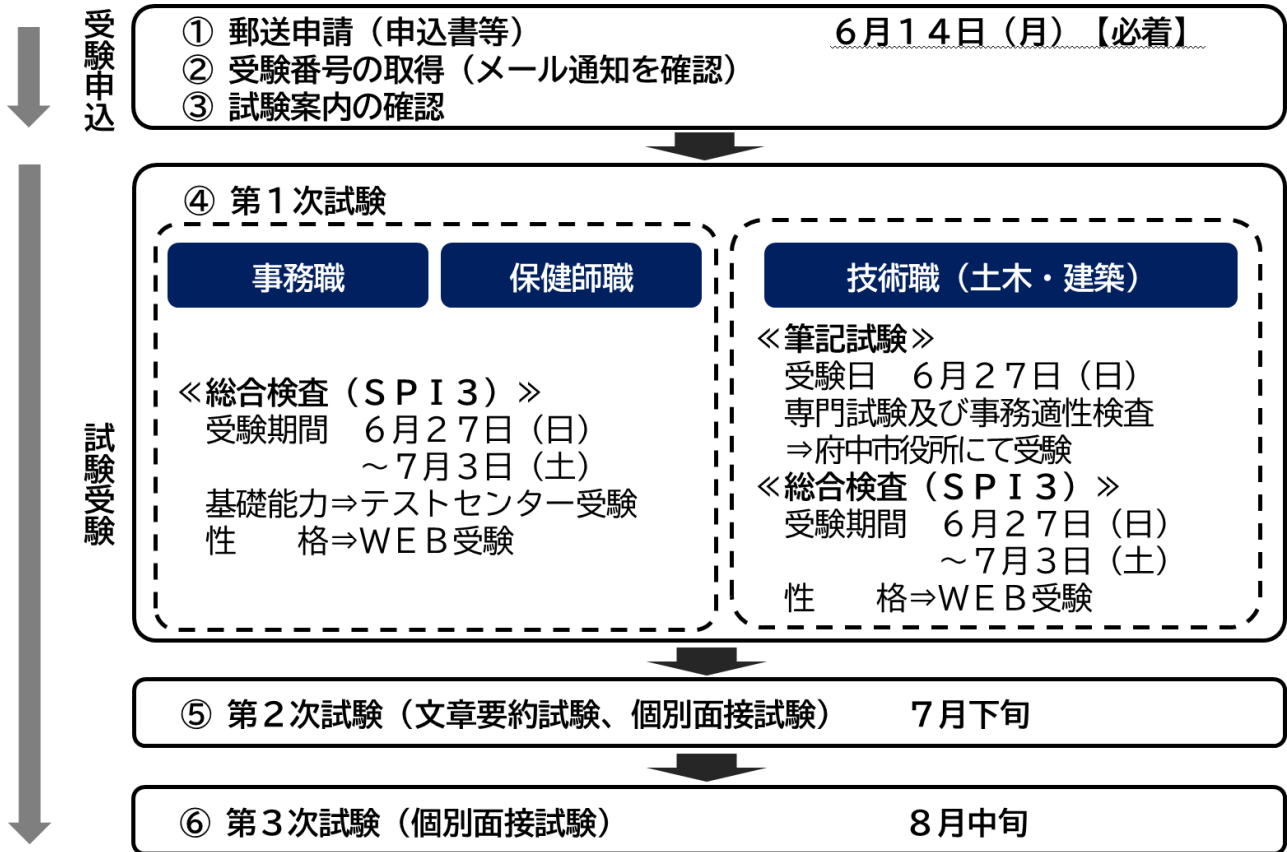 受験申込
① 郵送申請（申込書等） ６月１４日（月）【必着】
② 受験番号の取得（メール通知を確認）
③ 試験案内の確認
試験受験
④ 第１次試験
事務職
保健師職
≪総合検査（ＳＰＩ３）≫
受験期間　６月２７日（日）
～７月３日（土）
基礎能力⇒テストセンター受験
性　　格⇒ＷＥＢ受験
技術職（土木・建築）
≪筆記試験≫
受験日　６月２７日（日）
専門試験及び事務適性検査
⇒府中市役所にて受験
≪総合検査（ＳＰＩ３）≫
受験期間　６月２７日（日）
～７月３日（土）
性　　格⇒ＷＥＢ受験
⑤ 第２次試験（文章要約試験、個別面接試験） ７月下旬
⑥ 第３次試験（個別面接試験） ８月中旬